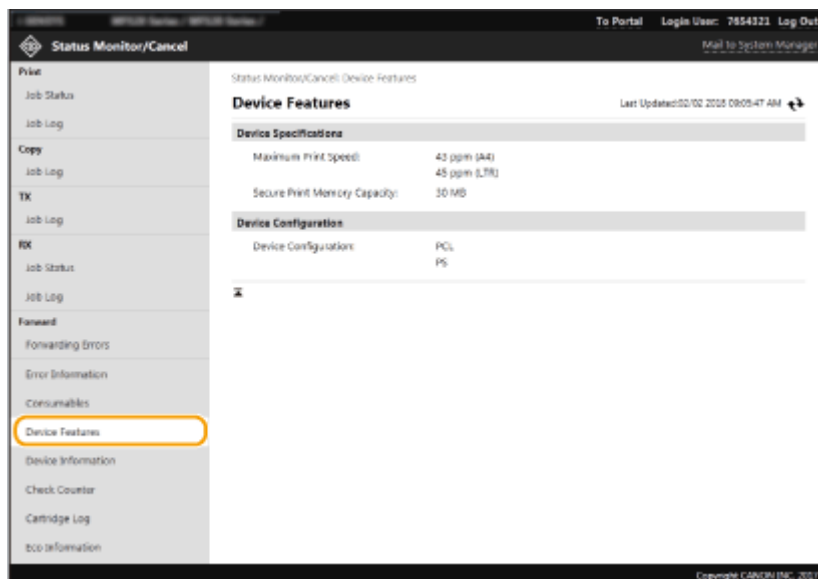 To Portal Login User: 7654321 Log Out
Status Monitor/Cancel
Mail to System Manager
Print
Job Status
Job Log
Copy
Job Log
TX
Job Log
RX
Job Status
Job Log
Forward
Forwarding Errors
Error Information
Consumables
Device Features
Device Information
Check Counter
Cartridge Log
Eco Information
Status Monitor/Cancel: Device Features
Device Features
Last Updated:02/02 2018 09:05:47 AM
Device Specifications
Maximum Print Speed: 43 ppm (A4)
45 ppm (LTR)
Secure Print Memory Capacity: 30 MB
Device Configuration
Device Configuration: PCL
PS
Copyright CANON INC. 2017